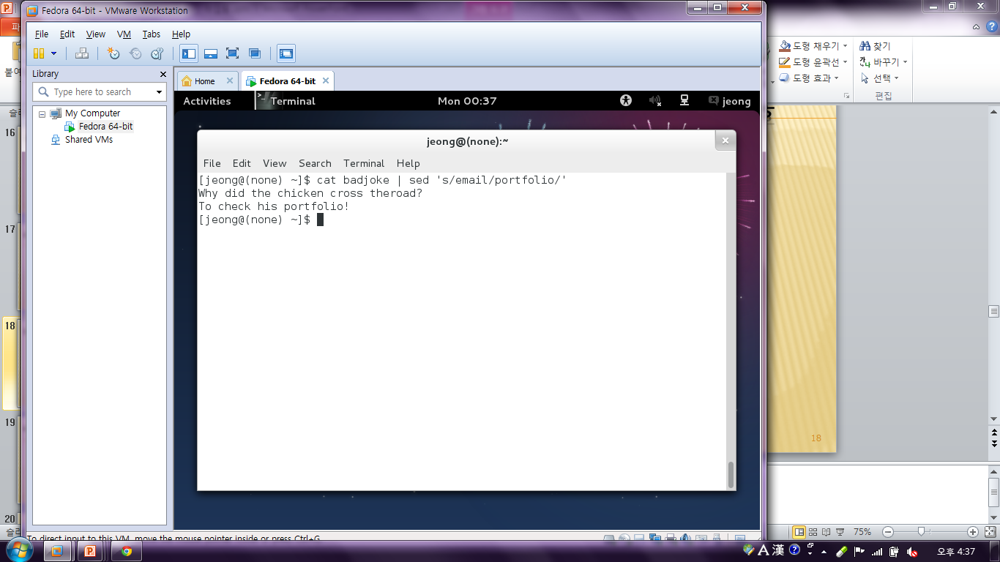 Fedora 64-bit - VMware Workstation
File Edit View VM Tabs Help
Library
Type here to search
My Computer
Fedora 64-bit
Shared VMs
Home Fedora 64-bit
Activities Terminal Mon 00:37 jeong
jeong@(none):~
File Edit View Search Terminal Help
[jeong@(none) ~]$ cat badjoke | sed 's/email/portfolio/'
Why did the chicken cross theroad?
To check his portfolio!
[jeong@(none) ~]$
To direct input to this VM, move the mouse pointer inside or press Ctrl+G.
16
17
18
19
20
도형 채우기
도형 윤곽선
도형 효과
찾기
바꾸기
선택
편집
18
75%
A 漢
오후 4:37